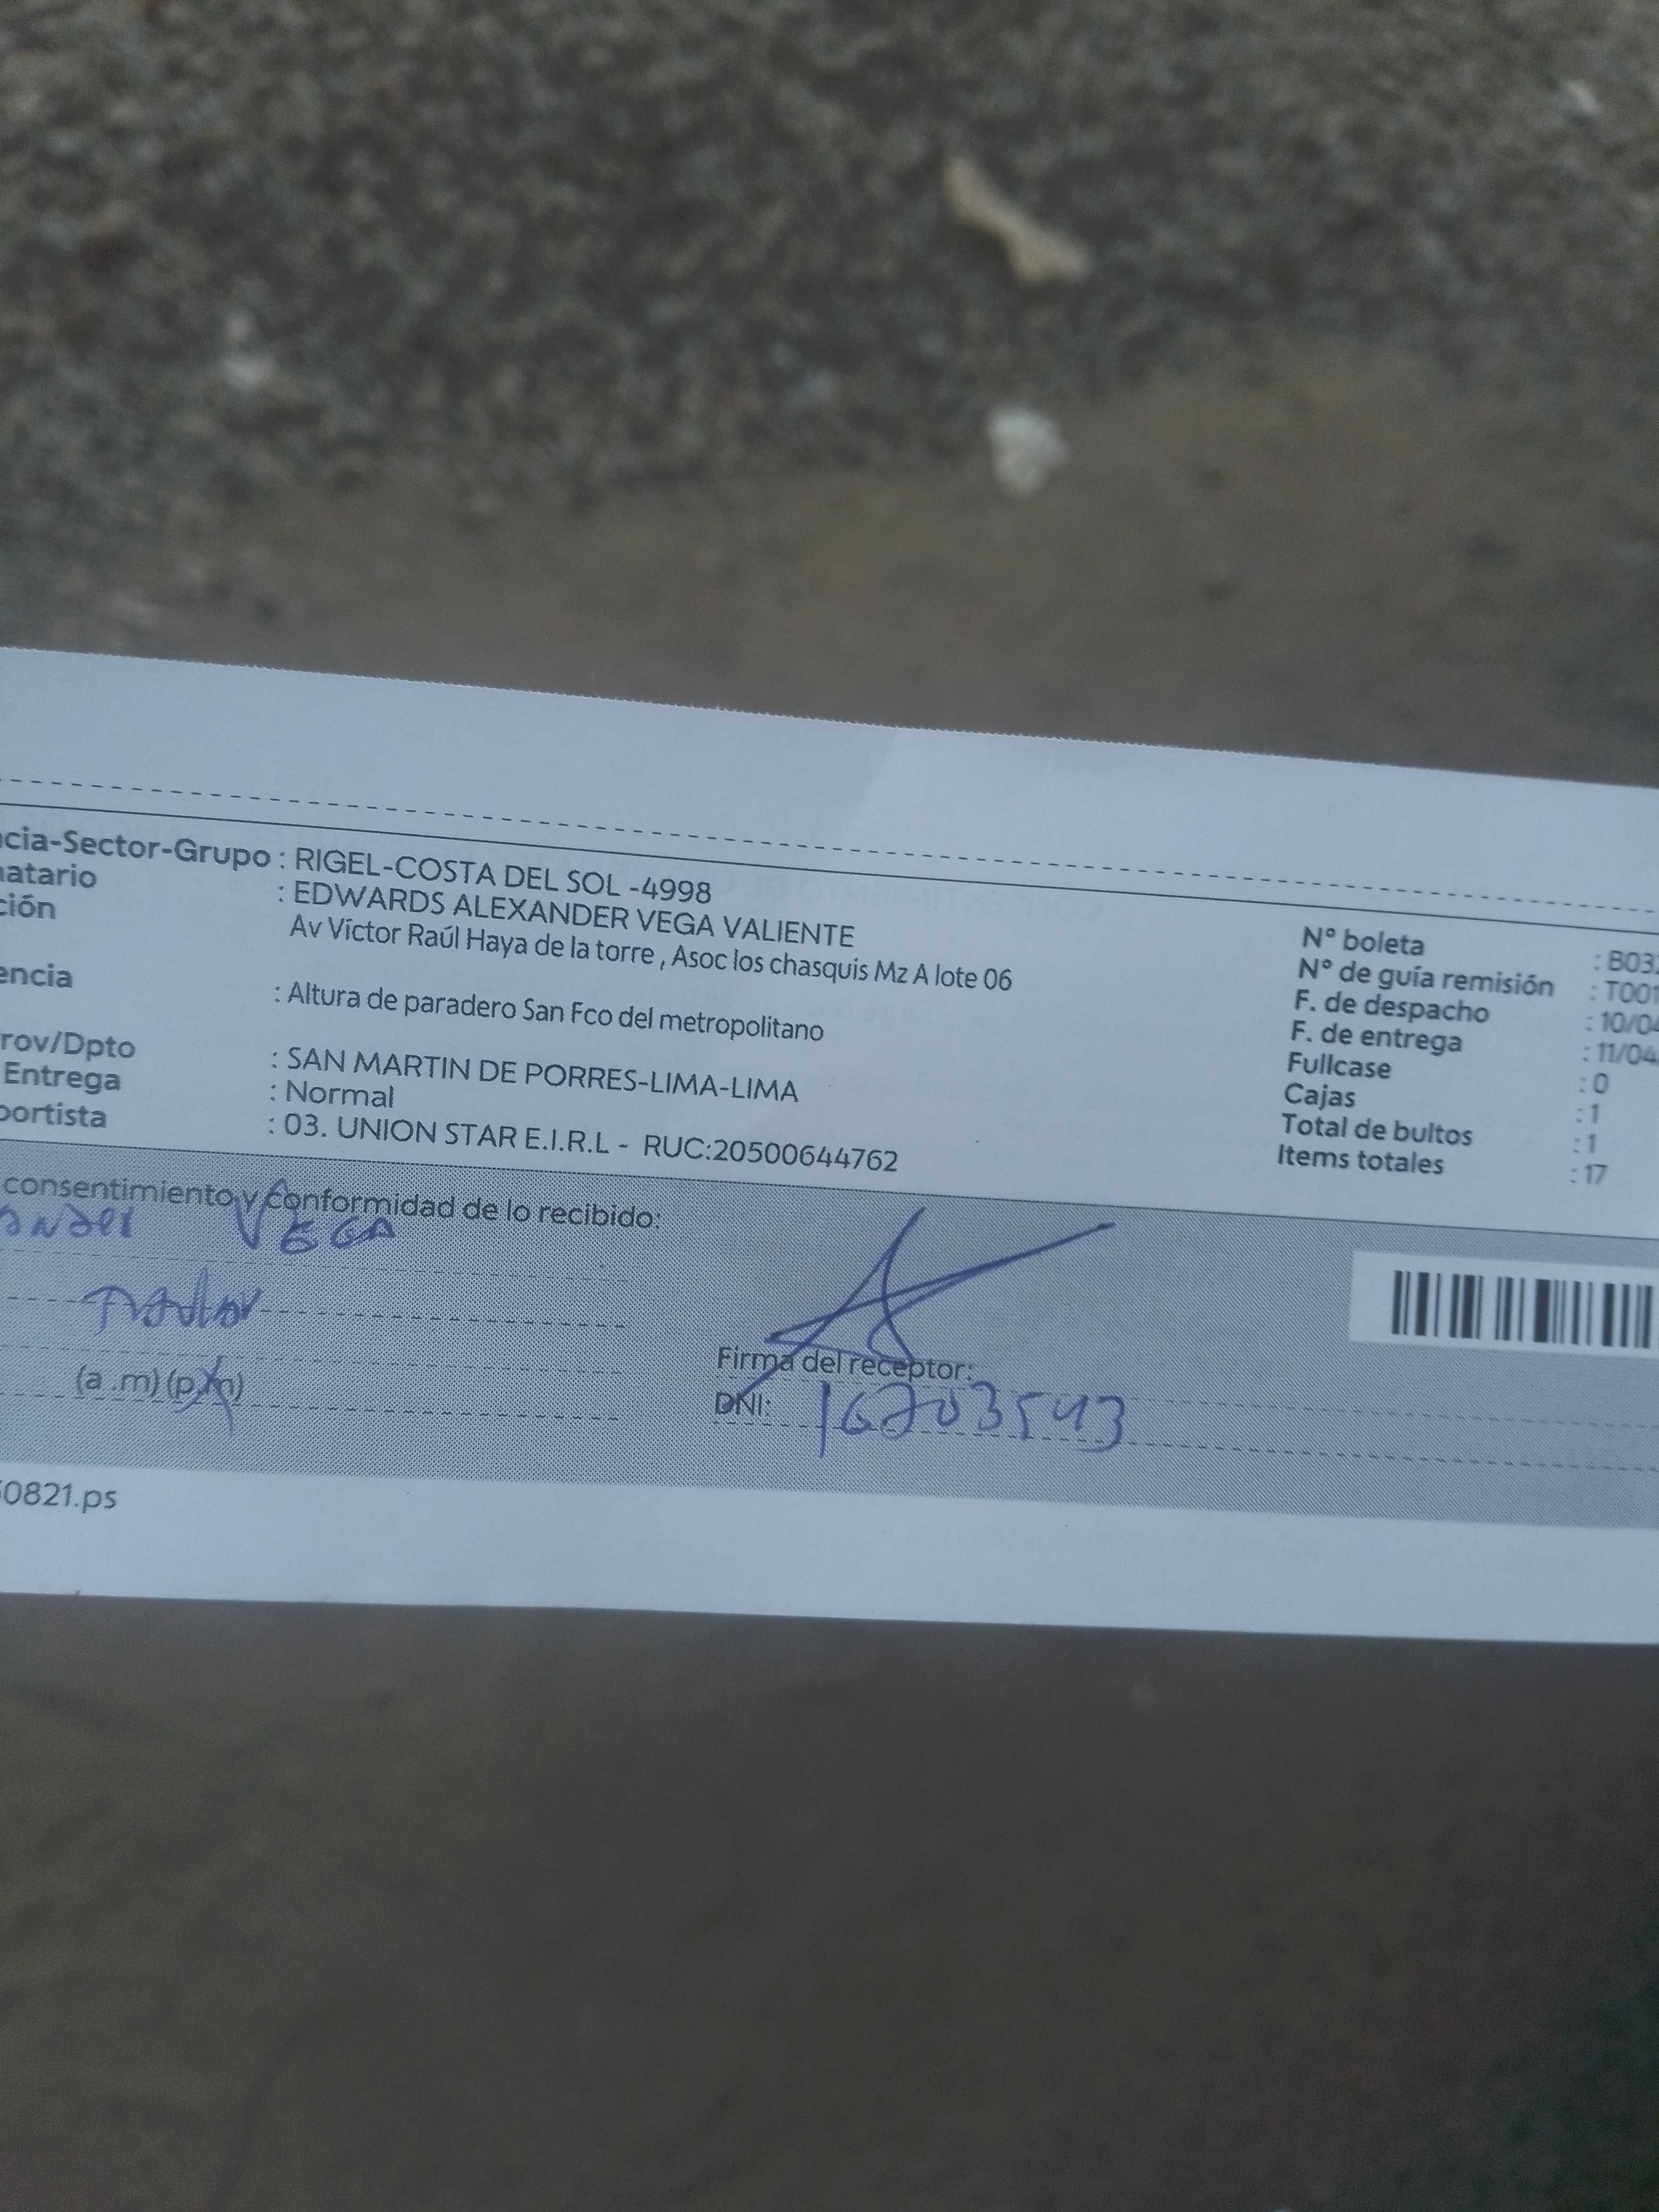 ncia-Sector-Grupo : RIGEL-COSTA DEL SOL -4998
natario : EDWARDS ALEXANDER VEGA VALIENTE
ción Av Víctor Raúl Haya de la torre , Asoc los chasquis Mz A lote 06
encia : Altura de paradero San Fco del metropolitano
rov/Dpto : SAN MARTIN DE PORRES-LIMA-LIMA
Entrega : Normal
portista : 03. UNION STAR E.I.R.L - RUC:20500644762
N° boleta : B03
N° de guía remisión : T001
F. de despacho : 10/04
F. de entrega : 11/04
Fullcase : 0
Cajas : 1
Total de bultos : 1
Items totales : 17
consentimiento y conformidad de lo recibido:
VEGA
(a .m) (p.m)
Firma del receptor:
DNI: 16703543
0821.ps